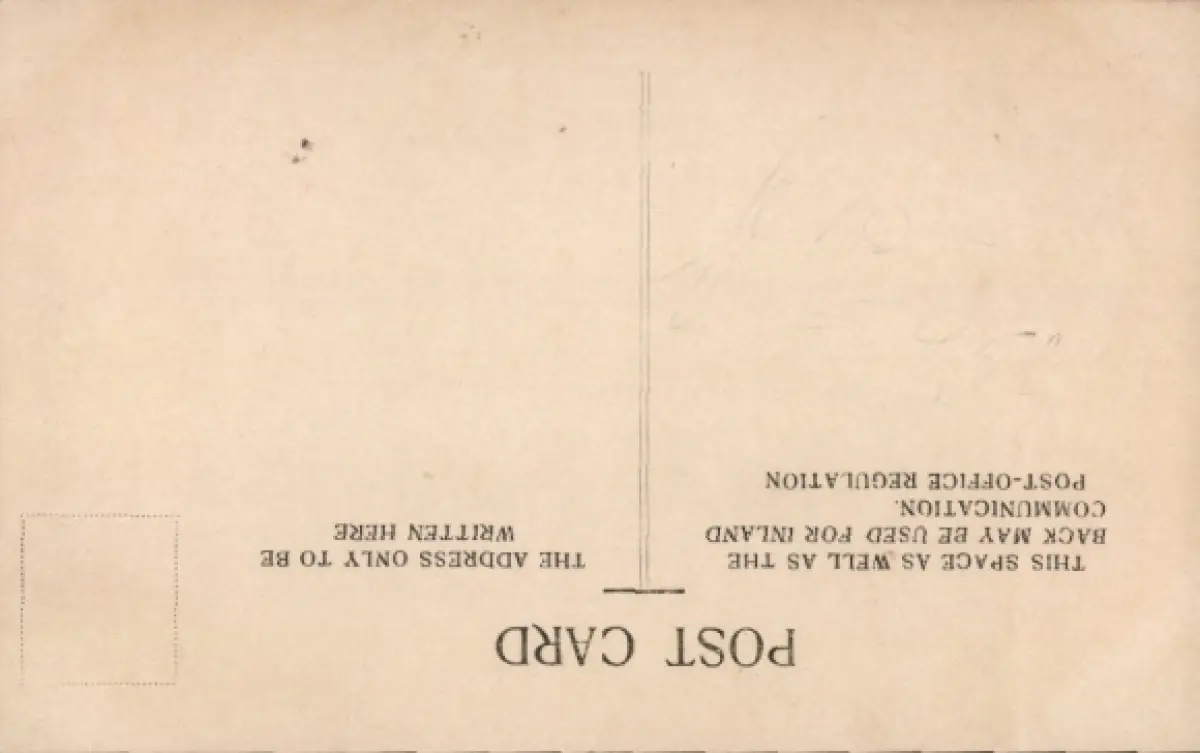 POST CARD
THIS SPACE AS WELL AS THE
BACK MAY BE USED FOR INLAND
COMMUNICATION.
POST-OFFICE REGULATION
THE ADDRESS ONLY TO BE
WRITTEN HERE